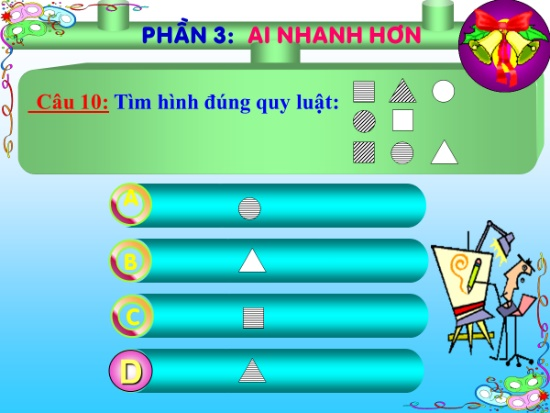 PHẦN 3: AI NHANH HƠN
Câu 10: Tìm hình đúng quy luật:
A
B
C
D